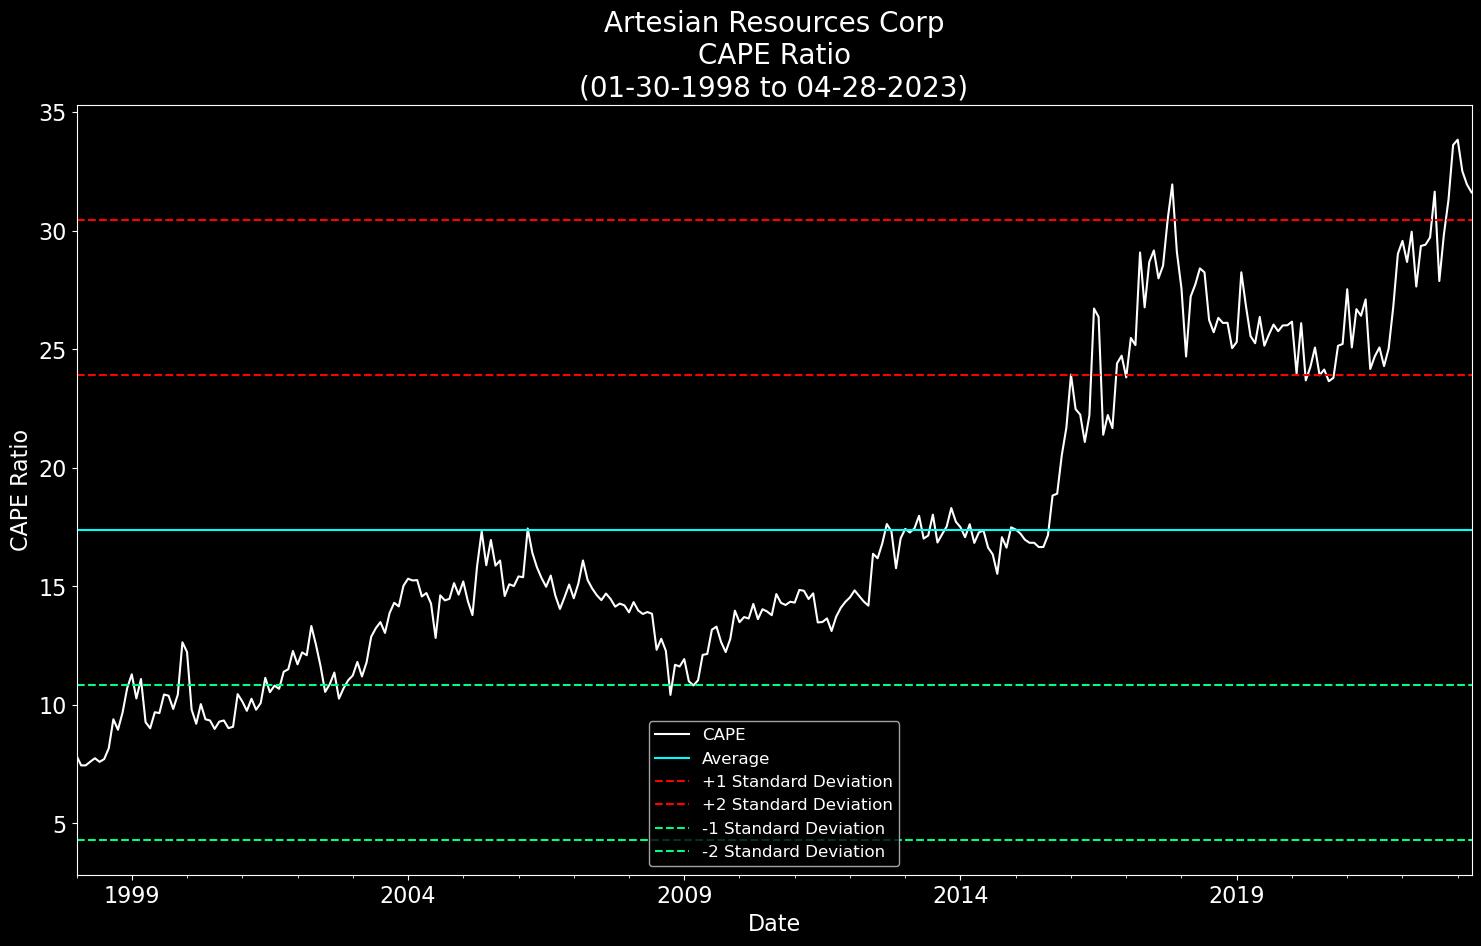 Artesian Resources Corp
CAPE Ratio
(01-30-1998 to 04-28-2023)
35
30
25
20
15
10
5
CAPE Ratio
CAPE
Average
+1 Standard Deviation
+2 Standard Deviation
-1 Standard Deviation
-2 Standard Deviation
1999
2004
2009
2014
2019
Date